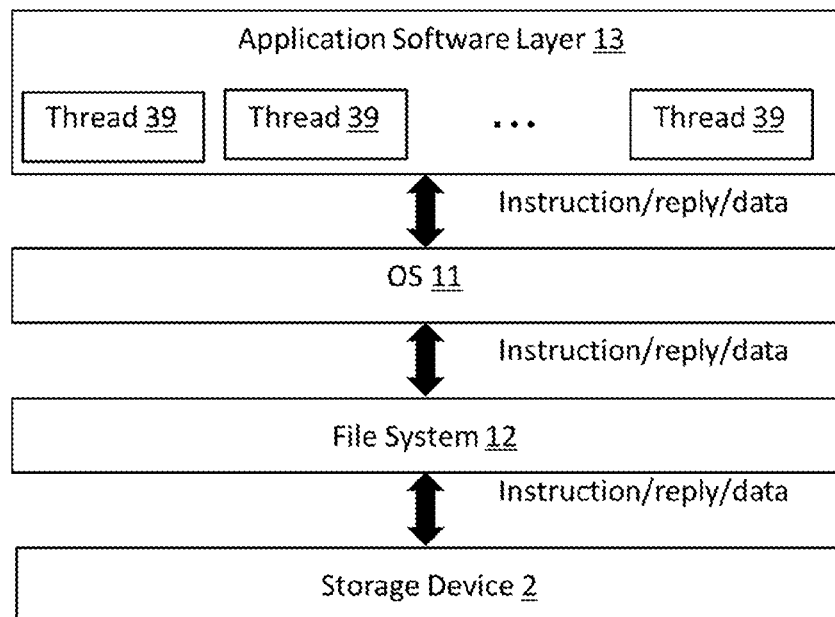 Application Software Layer 13
Thread 39 Thread 39 ... Thread 39
Instruction/reply/data
OS 11
Instruction/reply/data
File System 12
Instruction/reply/data
Storage Device 2